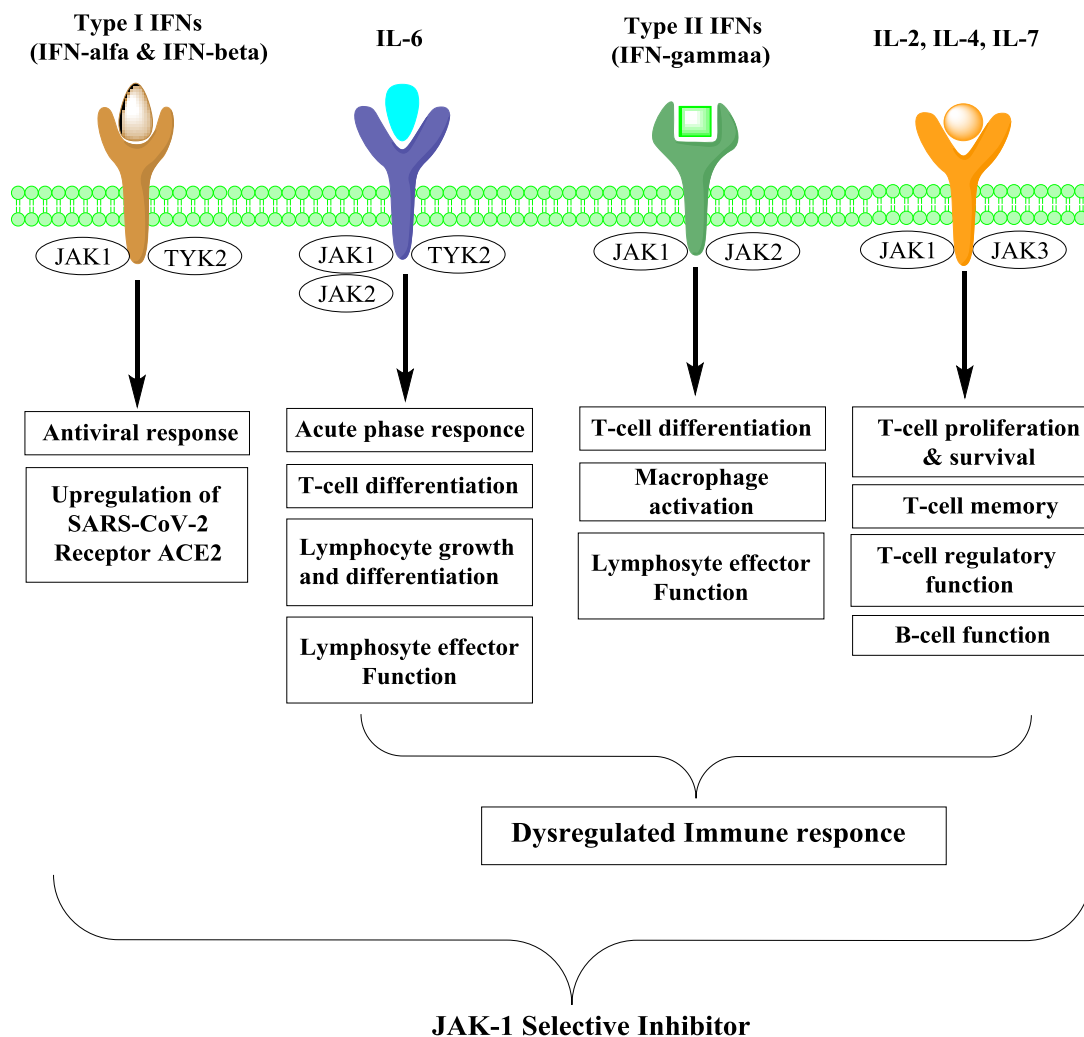 Type I IFNs
(IFN-alfa & IFN-beta)
IL-6
Type II IFNs
(IFN-gammaa)
IL-2, IL-4, IL-7
JAK1
TYK2
JAK1
TYK2
JAK2
JAK1
JAK2
JAK1
JAK3
Antiviral response
Upregulation of
SARS-CoV-2
Receptor ACE2
Acute phase responce
T-cell differentiation
Lymphocyte growth
and differentiation
Lymphosyte effector
Function
T-cell differentiation
Macrophage
activation
Lymphosyte effector
Function
T-cell proliferation
& survival
T-cell memory
T-cell regulatory
function
B-cell function
Dysregulated Immune responce
JAK-1 Selective Inhibitor